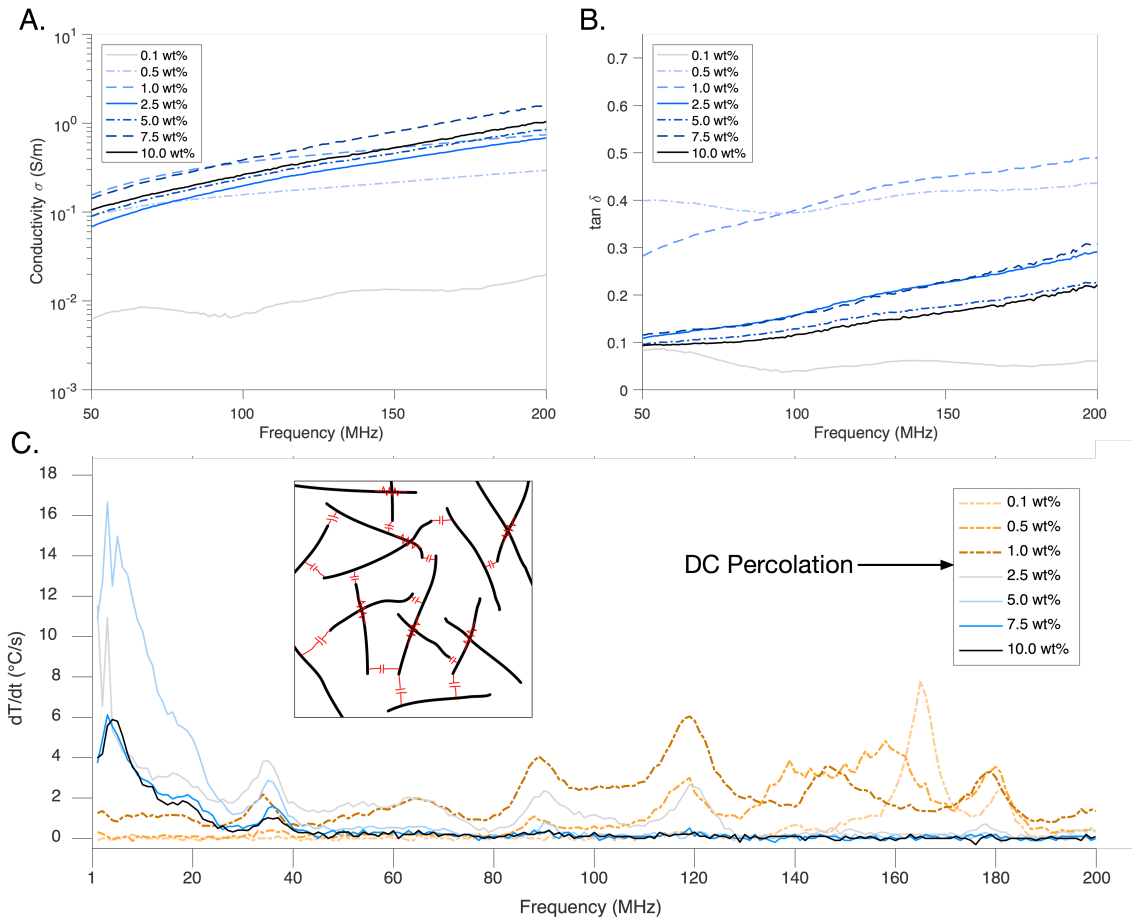 A.
10¹
10⁰
10⁻¹
10⁻²
10⁻³
Conductivity σ (S/m)
0.1 wt%
0.5 wt%
1.0 wt%
2.5 wt%
5.0 wt%
7.5 wt%
10.0 wt%
50
100
150
200
Frequency (MHz)
B.
0.7
0.6
0.5
0.4
0.3
0.2
0.1
0
tan δ
0.1 wt%
0.5 wt%
1.0 wt%
2.5 wt%
5.0 wt%
7.5 wt%
10.0 wt%
50
100
150
200
Frequency (MHz)
C.
18
16
14
12
10
8
6
4
2
0
dT/dt (°C/s)
DC Percolation
0.1 wt%
0.5 wt%
1.0 wt%
2.5 wt%
5.0 wt%
7.5 wt%
10.0 wt%
1
20
40
60
80
100
120
140
160
180
200
Frequency (MHz)